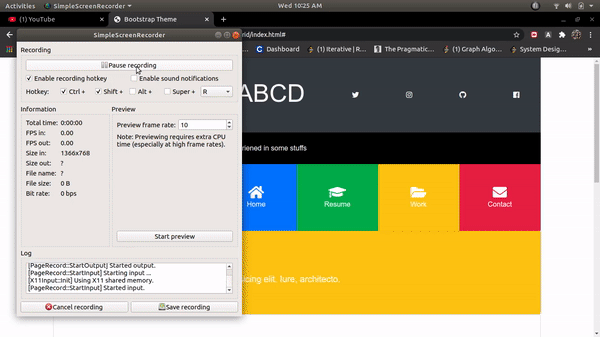 Activities
SimpleScreenRecorder
Wed 10:25 AM
(1) YouTube
Bootstrap Theme
SimpleScreenRecorder
rld/index.html#
Dashboard
(1) Iterative | R...
The Pragmatic...
(1) Graph Algo...
System Desig...
Recording
Pause recording
Enable recording hotkey
Enable sound notifications
Hotkey:
Ctrl +
Shift +
Alt +
Super +
R
Information
Total time: 0:00:00
FPS in: 0.00
FPS out: 0.00
Size in: 1366x768
Size out: ?
File name: ?
File size: 0 B
Bit rate: 0 bps
Preview
Preview frame rate: 10
Note: Previewing requires extra CPU
time (especially at high frame rates).
Start preview
Log
[PageRecord::StartOutput] Started output.
[PageRecord::StartInput] Starting input ...
[X11Input::Init] Using X11 shared memory.
[PageRecord::StartInput] Started input.
Cancel recording
Save recording
ABCD
eriened in some stuffs
Home
Resume
Work
Contact
cing elit. Iure, architecto.